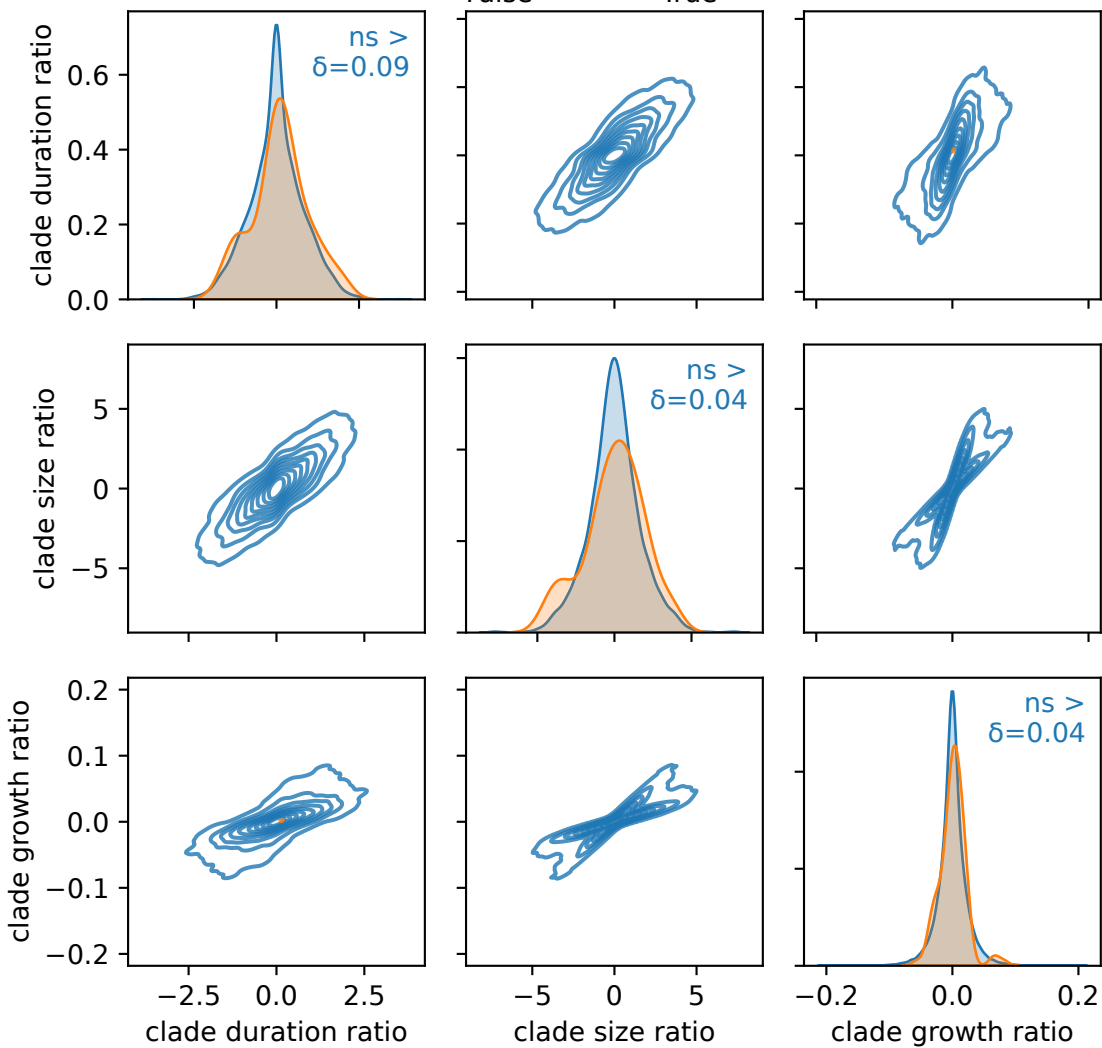 ns >
δ=0.09
clade duration ratio
0.6
0.4
0.2
0.0
ns >
δ=0.04
clade size ratio
5
0
−5
ns >
δ=0.04
clade growth ratio
0.2
0.1
0.0
−0.1
−0.2
−2.5 0.0 2.5
−5 0 5
−0.2 0.0 0.2
clade duration ratio
clade size ratio
clade growth ratio